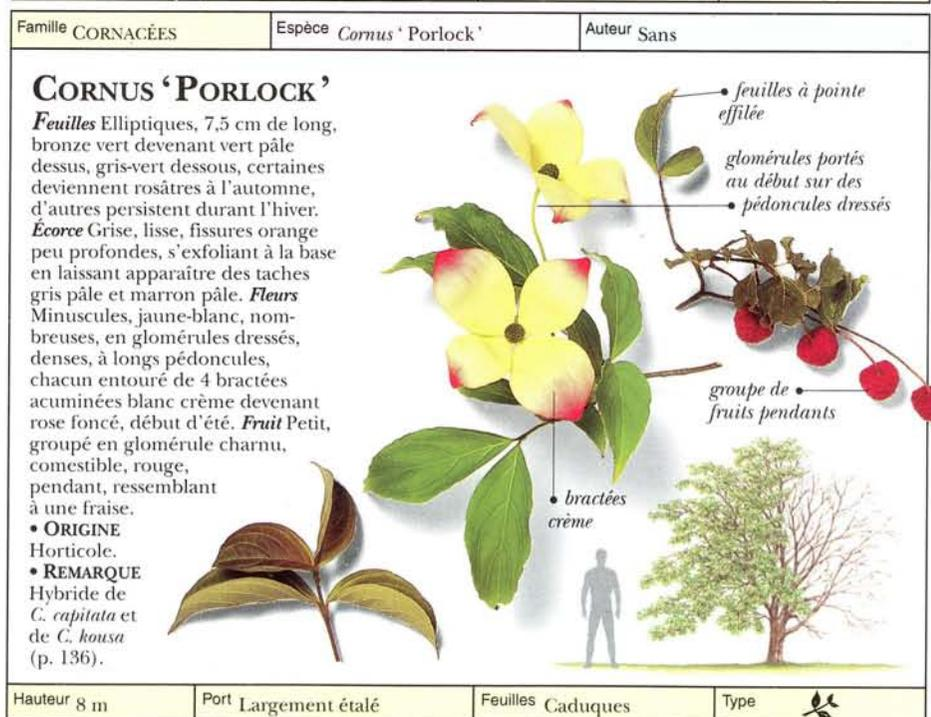 Famille CORNACÉES
Espèce Cornus ‘ Porlock ’
Auteur Sans
CORNUS ‘PORLOCK’
Feuilles Elliptiques, 7,5 cm de long,
bronze vert devenant vert pâle
dessus, gris-vert dessous, certaines
deviennent rosâtres à l’automne,
d’autres persistent durant l’hiver.
Écorce Grise, lisse, fissures orange
peu profondes, s’exfoliant à la base
en laissant apparaître des taches
gris pâle et marron pâle. Fleurs
Minuscules, jaune-blanc, nom-
breuses, en glomérules dressés,
denses, à longs pédoncules,
chacun entouré de 4 bractées
acuminées blanc crème devenant
rose foncé, début d’été. Fruit Petit,
groupé en glomérule charnu,
comestible, rouge,
pendant, ressemblant
à une fraise.
• ORIGINE
Horticole.
• REMARQUE
Hybride de
C. capitata et
de C. kousa
(p. 136).
feuilles à pointe
effilée
glomérules portés
au début sur des
pédoncules dressés
groupe de
fruits pendants
bractées
crème
Hauteur 8 m
Port Largement étalé
Feuilles Caduques
Type